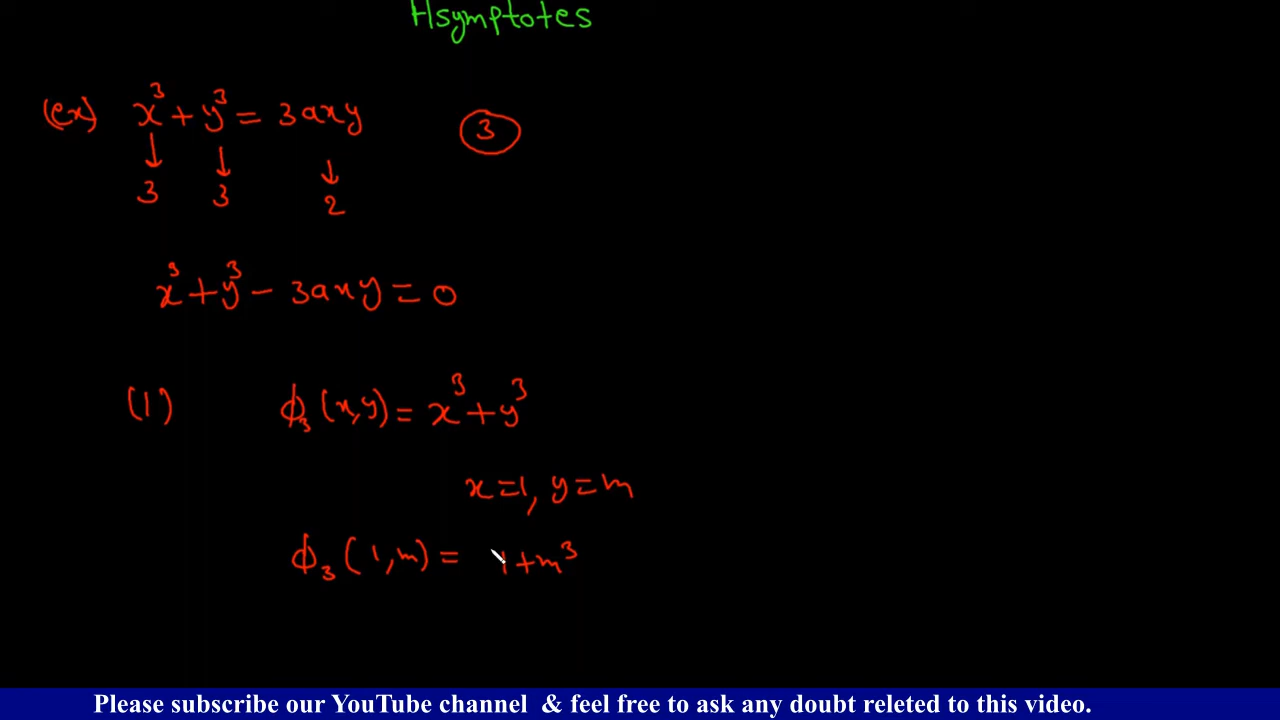 Asymptotes
(ex) x³ + y³ = 3axy 3
↓ ↓ ↓
3 3 2
x³ + y³ - 3axy = 0
(1) ϕ₃(x,y) = x³ + y³
x = 1, y = m
ϕ₃(1,m) = 1 + m³
Please subscribe our YouTube channel & feel free to ask any doubt releted to this video.